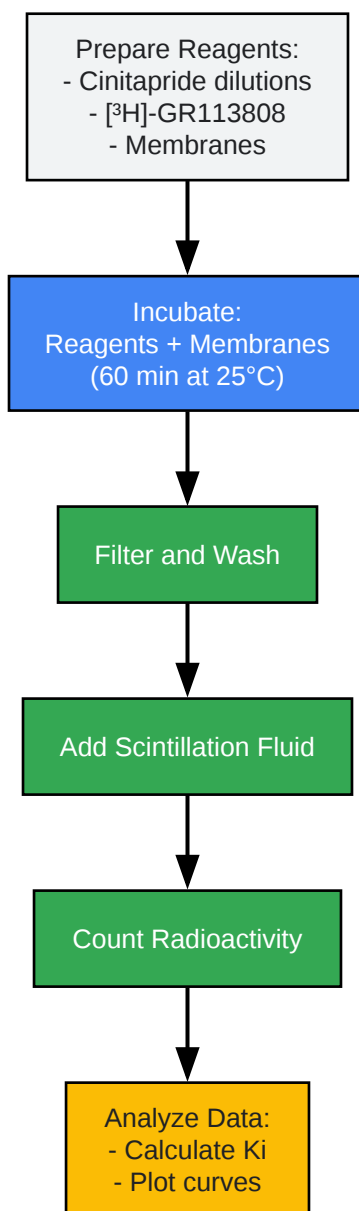 Prepare Reagents:
- Cinitapride dilutions
- [³H]-GR113808
- Membranes
Incubate:
Reagents + Membranes
(60 min at 25°C)
Filter and Wash
Add Scintillation Fluid
Count Radioactivity
Analyze Data:
- Calculate Ki
- Plot curves